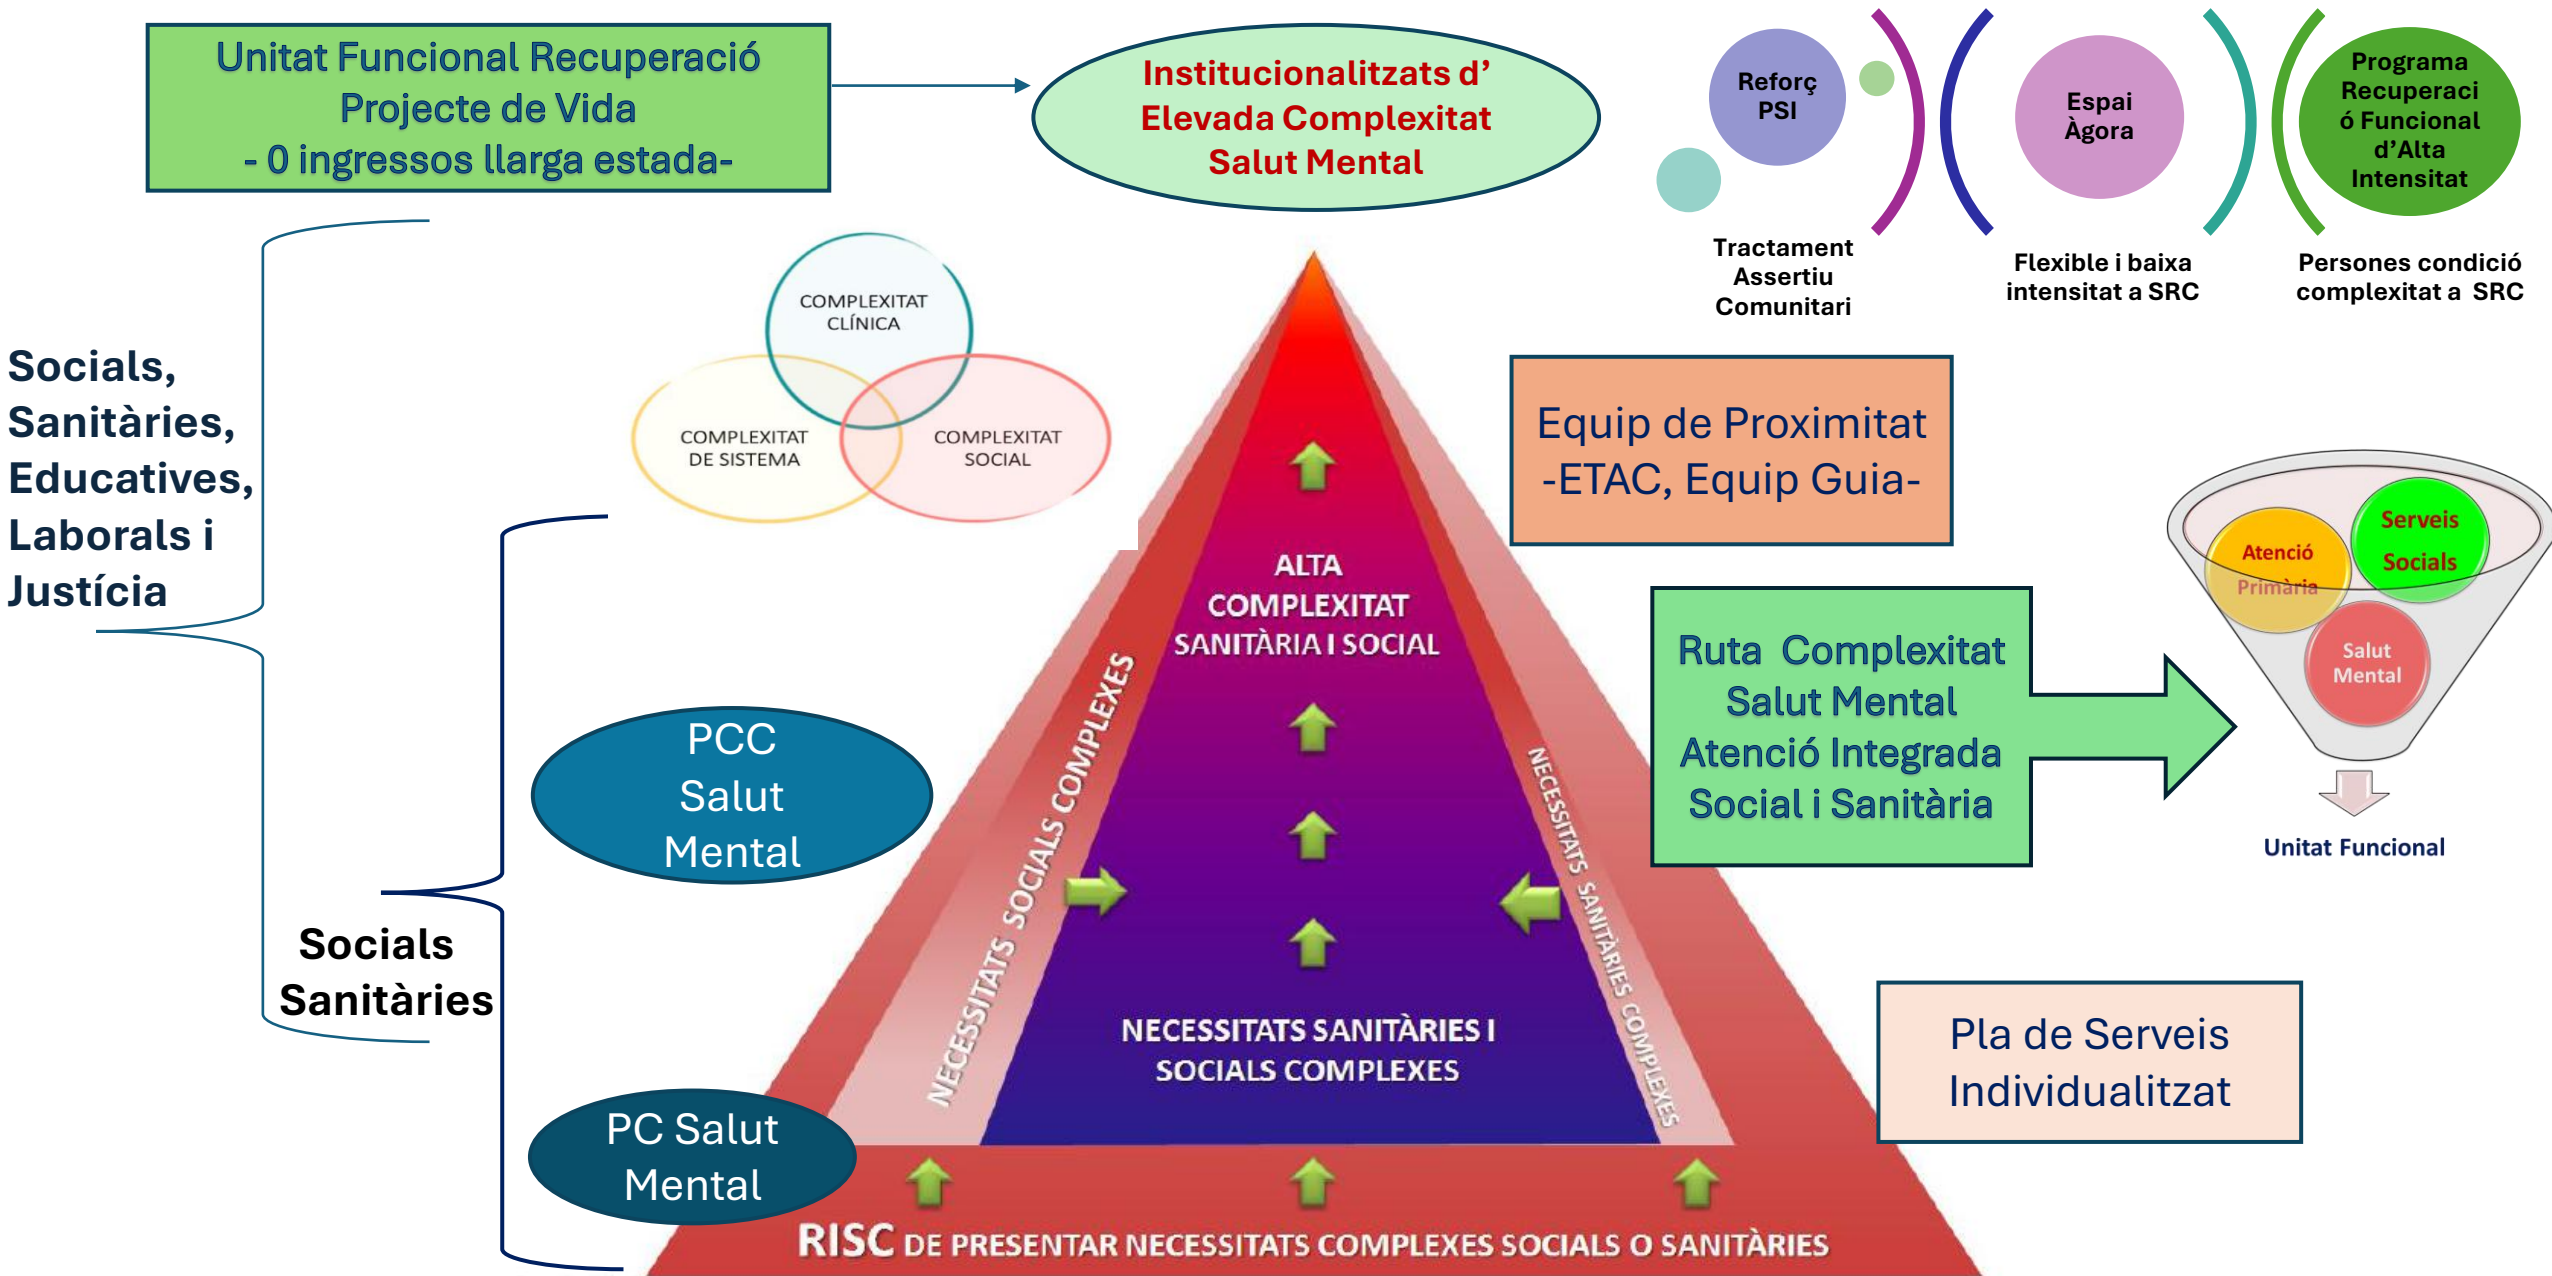 Unitat Funcional Recuperació
Projecte de Vida
- 0 ingressos llarga estada-
Institucionalitzats d’
Elevada Complexitat
Salut Mental
Reforç
PSI
Tractament
Assertiu
Comunitari
Espai
Àgora
Flexible i baixa
intensitat a SRC
Programa
Recuperaci
ó Funcional
d’Alta
Intensitat
Persones condició
complexitat a SRC
Socials,
Sanitàries,
Educatives,
Laborals i
Justícia
COMPLEXITAT
CLÍNICA
COMPLEXITAT
DE SISTEMA
COMPLEXITAT
SOCIAL
Equip de Proximitat
-ETAC, Equip Guia-
Atenció
Primària
Serveis
Socials
Salut
Mental
Unitat Funcional
Ruta Complexitat
Salut Mental
Atenció Integrada
Social i Sanitària
ALTA
COMPLEXITAT
SANITÀRIA I SOCIAL
NECESSITATS SOCIALS COMPLEXES
NECESSITATS SANITÀRIES COMPLEXES
PCC
Salut
Mental
Socials
Sanitàries
NECESSITATS SANITÀRIES I
SOCIALS COMPLEXES
Pla de Serveis
Individualitzat
PC Salut
Mental
RISC DE PRESENTAR NECESSITATS COMPLEXES SOCIALS O SANITÀRIES